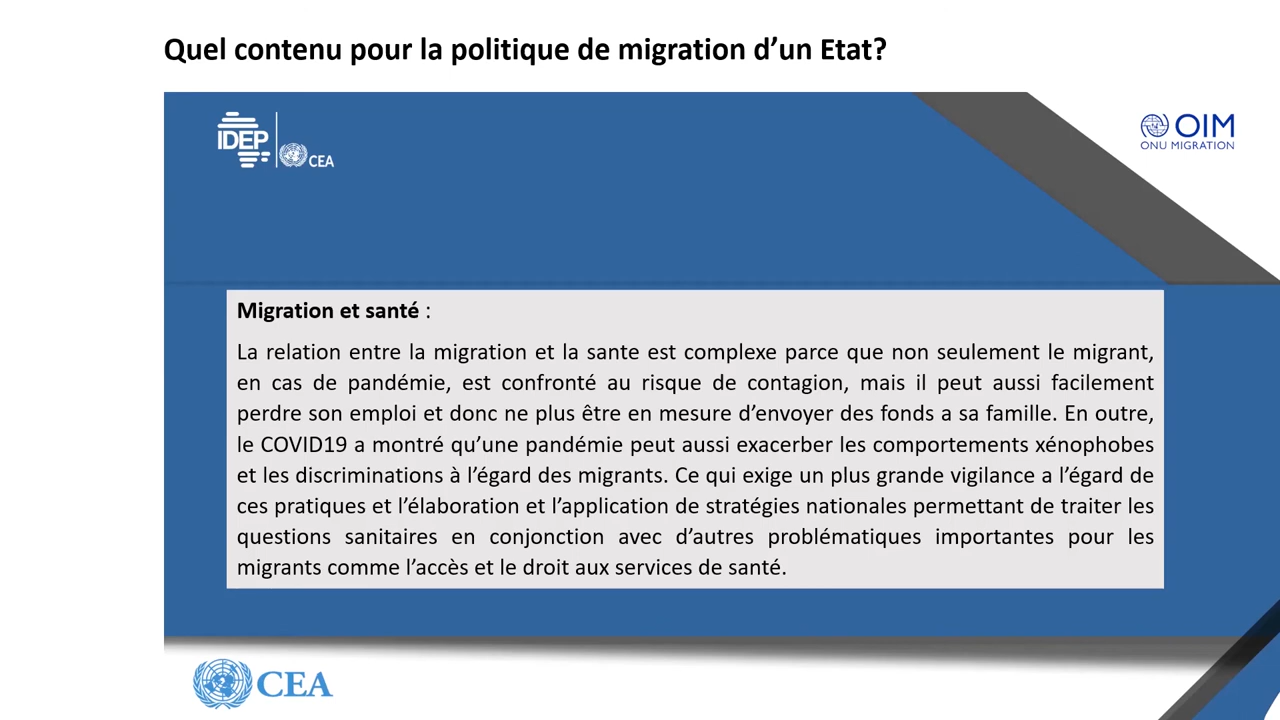 Quel contenu pour la politique de migration d’un Etat?
IDEP
CEA
OIM
ONU MIGRATION
Migration et santé :
La relation entre la migration et la sante est complexe parce que non seulement le migrant,
en cas de pandémie, est confronté au risque de contagion, mais il peut aussi facilement
perdre son emploi et donc ne plus être en mesure d’envoyer des fonds a sa famille. En outre,
le COVID19 a montré qu’une pandémie peut aussi exacerber les comportements xénophobes
et les discriminations à l’égard des migrants. Ce qui exige un plus grande vigilance a l’égard de
ces pratiques et l’élaboration et l’application de stratégies nationales permettant de traiter les
questions sanitaires en conjonction avec d’autres problématiques importantes pour les
migrants comme l’accès et le droit aux services de santé.
CEA